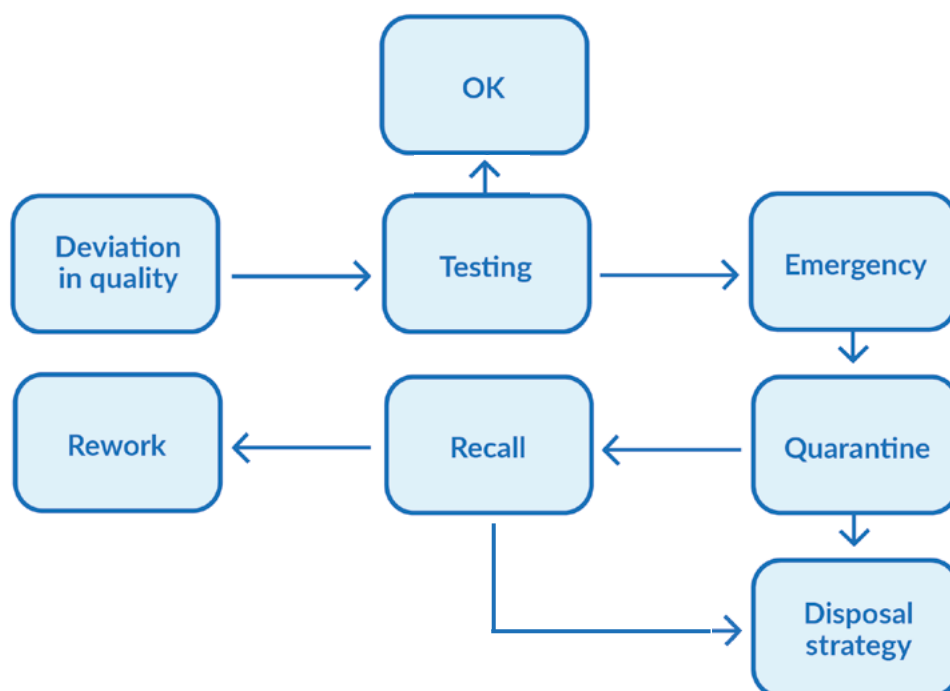 OK
Deviation
in quality
Testing
Emergency
Rework
Recall
Quarantine
Disposal
strategy